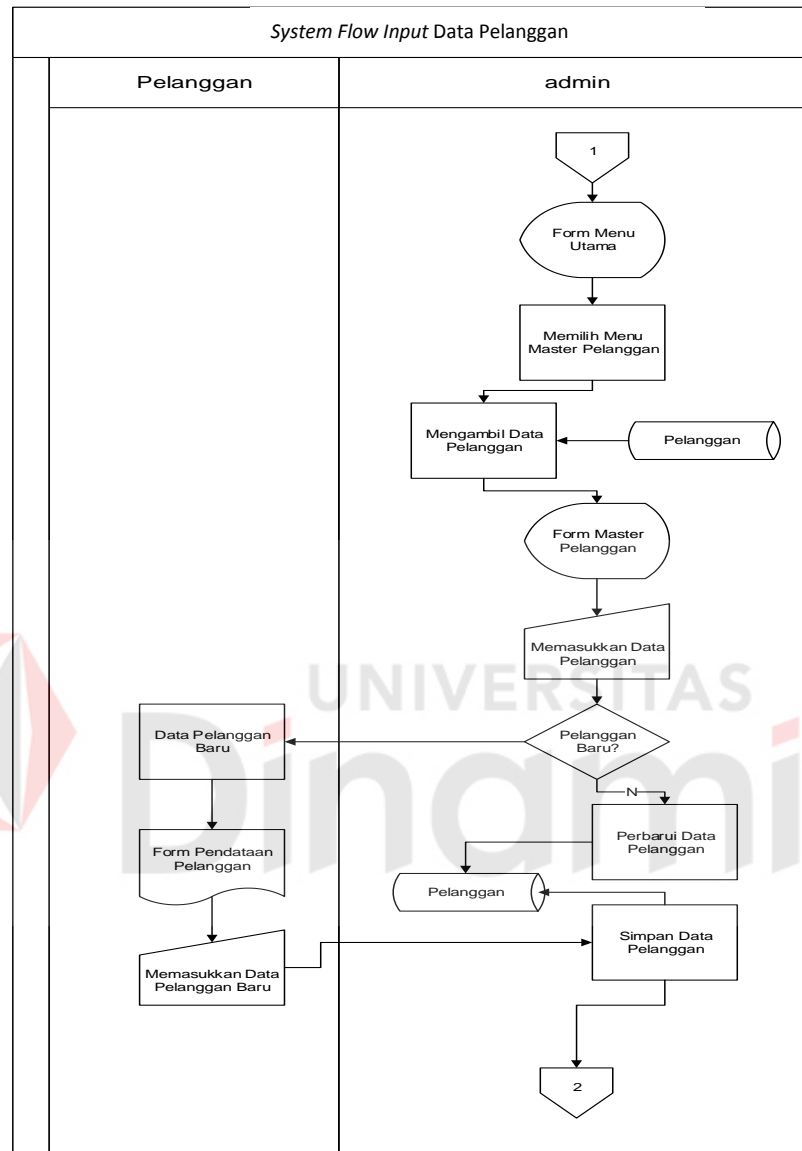 System Flow Input Data Pelanggan
Pelanggan
admin
1
Form Menu
Utama
Memilih Menu
Master Pelanggan
Mengambil Data
Pelanggan
Pelanggan
Form Master
Pelanggan
Memasukkan Data
Pelanggan
UNIVERSITAS
Dinami
Pelanggan
Baru?
Data Pelanggan
Baru
N
Perbarui Data
Pelanggan
Form Pendataan
Pelanggan
Pelanggan
Simpan Data
Pelanggan
Memasukkan Data
Pelanggan Baru
2